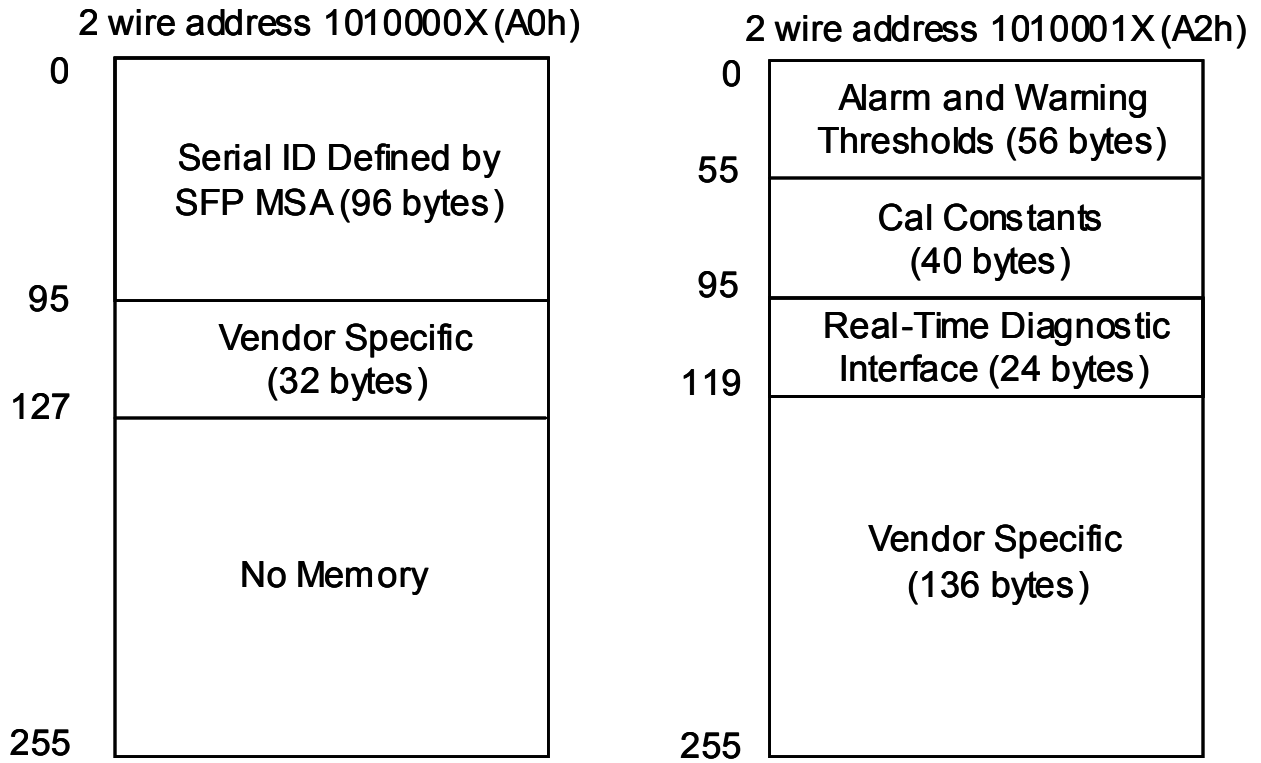 2 wire address 1010000X (A0h)
0
Serial ID Defined by
SFP MSA (96 bytes)
95
Vendor Specific
(32 bytes)
127
No Memory
255
2 wire address 1010001X (A2h)
0
Alarm and Warning
Thresholds (56 bytes)
55
Cal Constants
(40 bytes)
95
Real-Time Diagnostic
Interface (24 bytes)
119
Vendor Specific
(136 bytes)
255